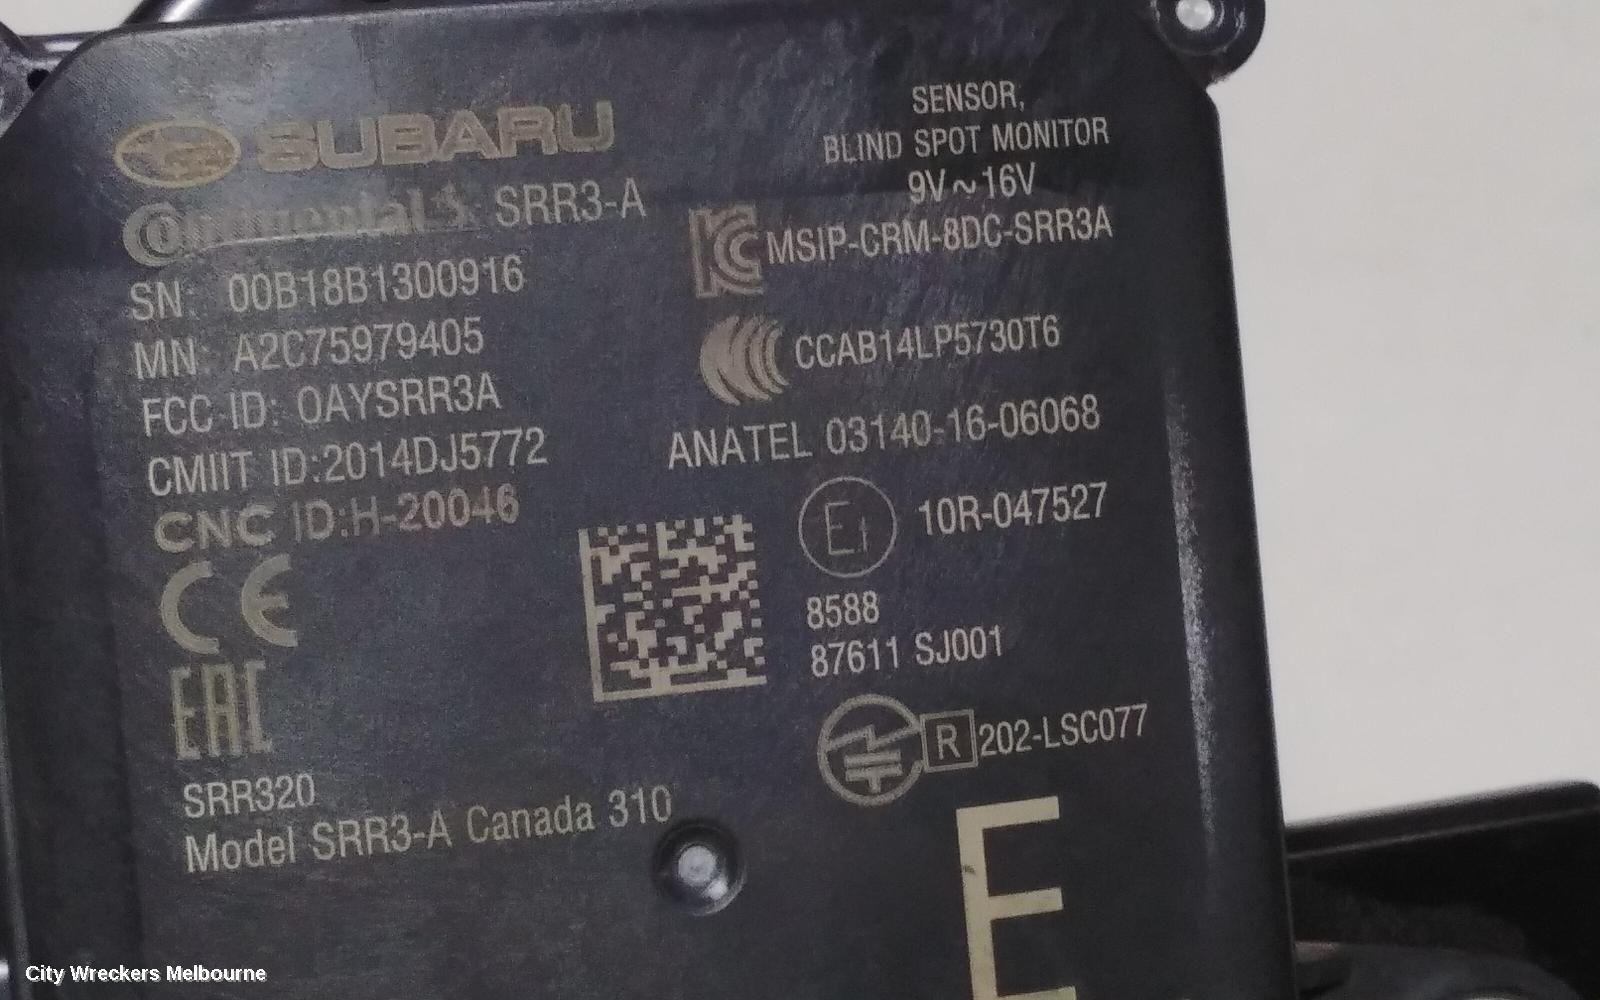 SUBARU
Continental SRR3-A
SN: 00B18B1300916
MN: A2C75979405
FCC ID: OAYSRR3A
CMIIT ID:2014DJ5772
CNC ID:H-20046
CE
EAC
SRR320
Model SRR3-A Canada 310
SENSOR,
BLIND SPOT MONITOR
9V~16V
MSIP-CRM-8DC-SRR3A
CCAB14LP5730T6
ANATEL 03140-16-06068
E1 10R-047527
8588
87611 SJ001
R 202-LSC077
E
City Wreckers Melbourne